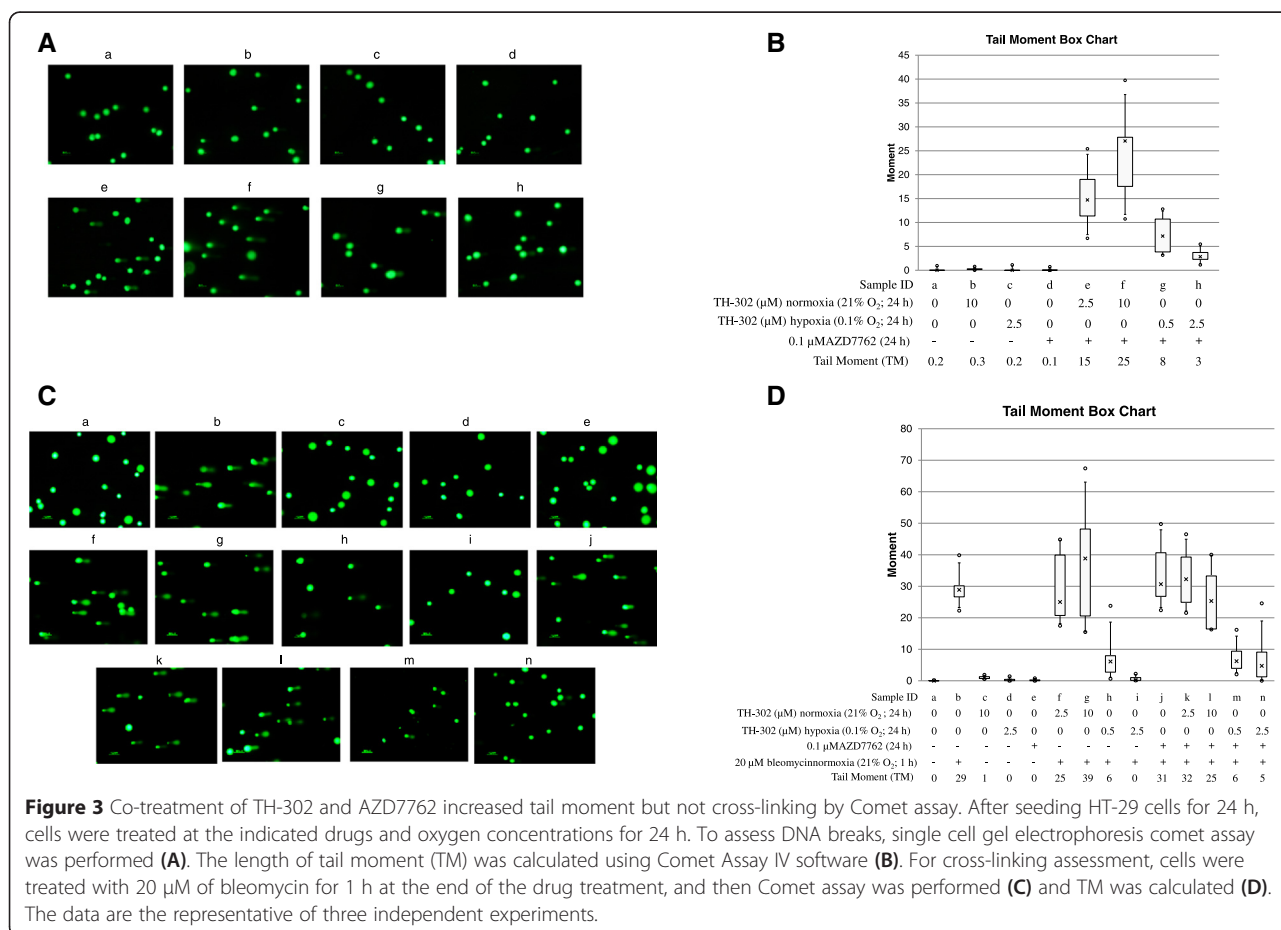 A
a b c d
e f g h
B
Tail Moment Box Chart
45
40
35
30
25
20
15
10
5
0
Moment
Sample ID a b c d e f g h
TH-302 (µM) normoxia (21% O₂; 24 h) 0 10 0 0 2.5 10 0 0
TH-302 (µM) hypoxia (0.1% O₂; 24 h) 0 0 2.5 0 0 0 0.5 2.5
0.1 µMAZD7762 (24 h) - - - + + + + +
Tail Moment (TM) 0.2 0.3 0.2 0.1 15 25 8 3
C
a b c d e
f g h i j
k l m n
D
Tail Moment Box Chart
80
70
60
50
40
30
20
10
0
Moment
Sample ID a b c d e f g h i j k l m n
TH-302 (µM) normoxia (21% O₂; 24 h) 0 0 10 0 0 2.5 10 0 0 0 2.5 10 0 0
TH-302 (µM) hypoxia (0.1% O₂; 24 h) 0 0 0 2.5 0 0 0 0.5 2.5 0 0 0 0.5 2.5
0.1 µMAZD7762 (24 h) - - - - + - - - - + + + + +
20 µM bleomycinnormoxia (21% O₂; 1 h) - + - - - + + + + + + + + +
Tail Moment (TM) 0 29 1 0 0 25 39 6 0 31 32 25 6 5
Figure 3 Co-treatment of TH-302 and AZD7762 increased tail moment but not cross-linking by Comet assay. After seeding HT-29 cells for 24 h,
cells were treated at the indicated drugs and oxygen concentrations for 24 h. To assess DNA breaks, single cell gel electrophoresis comet assay
was performed (A). The length of tail moment (TM) was calculated using Comet Assay IV software (B). For cross-linking assessment, cells were
treated with 20 µM of bleomycin for 1 h at the end of the drug treatment, and then Comet assay was performed (C) and TM was calculated (D).
The data are the representative of three independent experiments.